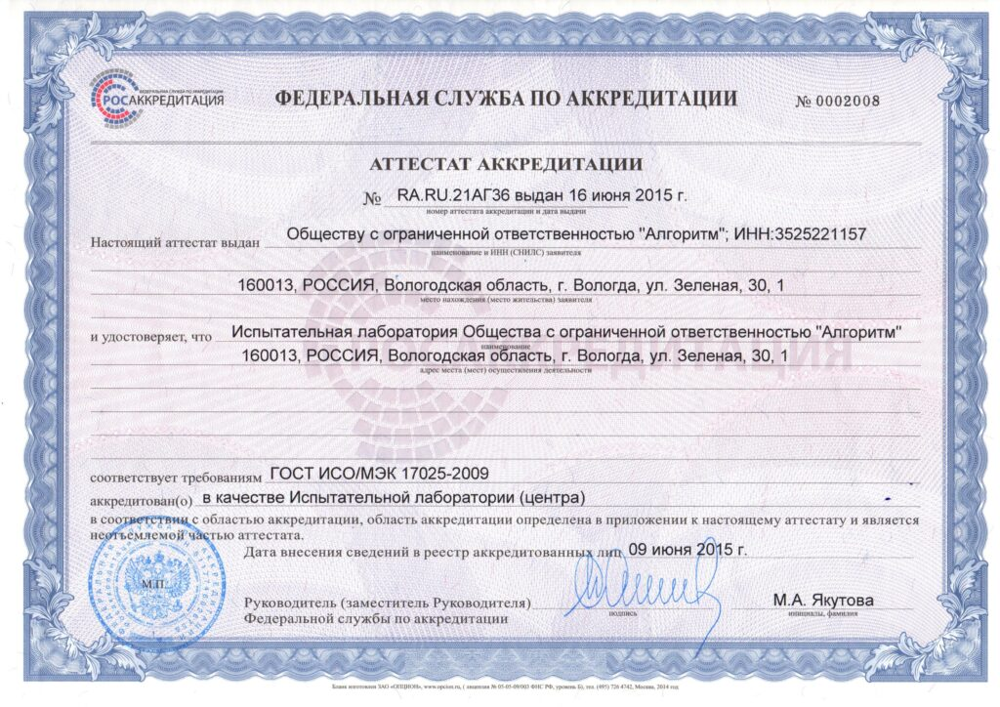 ФЕДЕРАЛЬНАЯ СЛУЖБА ПО АККРЕДИТАЦИИ
РОСАККРЕДИТАЦИЯ
ФЕДЕРАЛЬНАЯ СЛУЖБА ПО АККРЕДИТАЦИИ
№ 0002008
АТТЕСТАТ АККРЕДИТАЦИИ
№ RA.RU.21АГ36 выдан 16 июня 2015 г.
номер аттестата аккредитации и дата выдачи
Настоящий аттестат выдан Обществу с ограниченной ответственностью "Алгоритм"; ИНН:3525221157
наименование и ИНН (СНИЛС) заявителя
160013, РОССИЯ, Вологодская область, г. Вологда, ул. Зеленая, 30, 1
место нахождения (место жительства) заявителя
и удостоверяет, что Испытательная лаборатория Общества с ограниченной ответственностью "Алгоритм"
наименование
160013, РОССИЯ, Вологодская область, г. Вологда, ул. Зеленая, 30, 1
адрес места (мест) осуществления деятельности
соответствует требованиям ГОСТ ИСО/МЭК 17025-2009
аккредитован(о) в качестве Испытательной лаборатории (центра)
в соответствии с областью аккредитации, область аккредитации определена в приложении к настоящему аттестату и является
неотъемлемой частью аттестата.
Дата внесения сведений в реестр аккредитованных лиц 09 июня 2015 г.
М.П.
Руководитель (заместитель Руководителя)
Федеральной службы по аккредитации
подпись
М.А. Якутова
инициалы, фамилия
Бланк изготовлен ЗАО «ОПЦИОН», www.opcion.ru, ( лицензия № 05-05-09/003 ФНС РФ, уровень Б), тел. (495) 726 4742, Москва, 2014 год